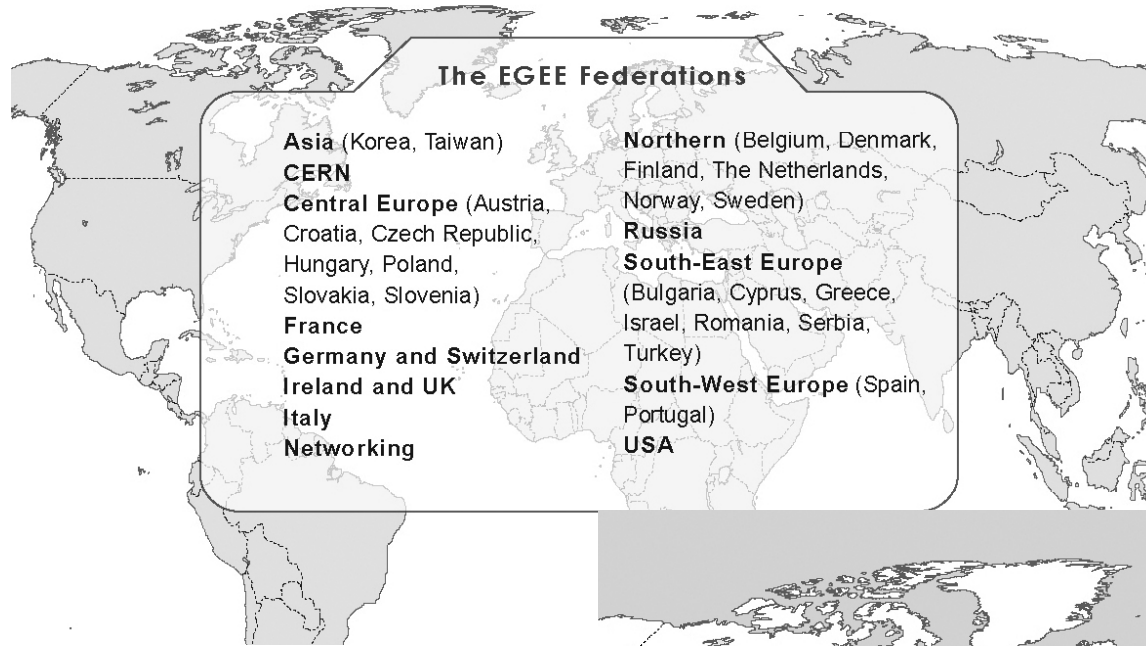 The EGEE Federations
Asia (Korea, Taiwan)
CERN
Central Europe (Austria,
Croatia, Czech Republic,
Hungary, Poland,
Slovakia, Slovenia)
France
Germany and Switzerland
Ireland and UK
Italy
Networking
Northern (Belgium, Denmark,
Finland, The Netherlands,
Norway, Sweden)
Russia
South-East Europe
(Bulgaria, Cyprus, Greece,
Israel, Romania, Serbia,
Turkey)
South-West Europe (Spain,
Portugal)
USA